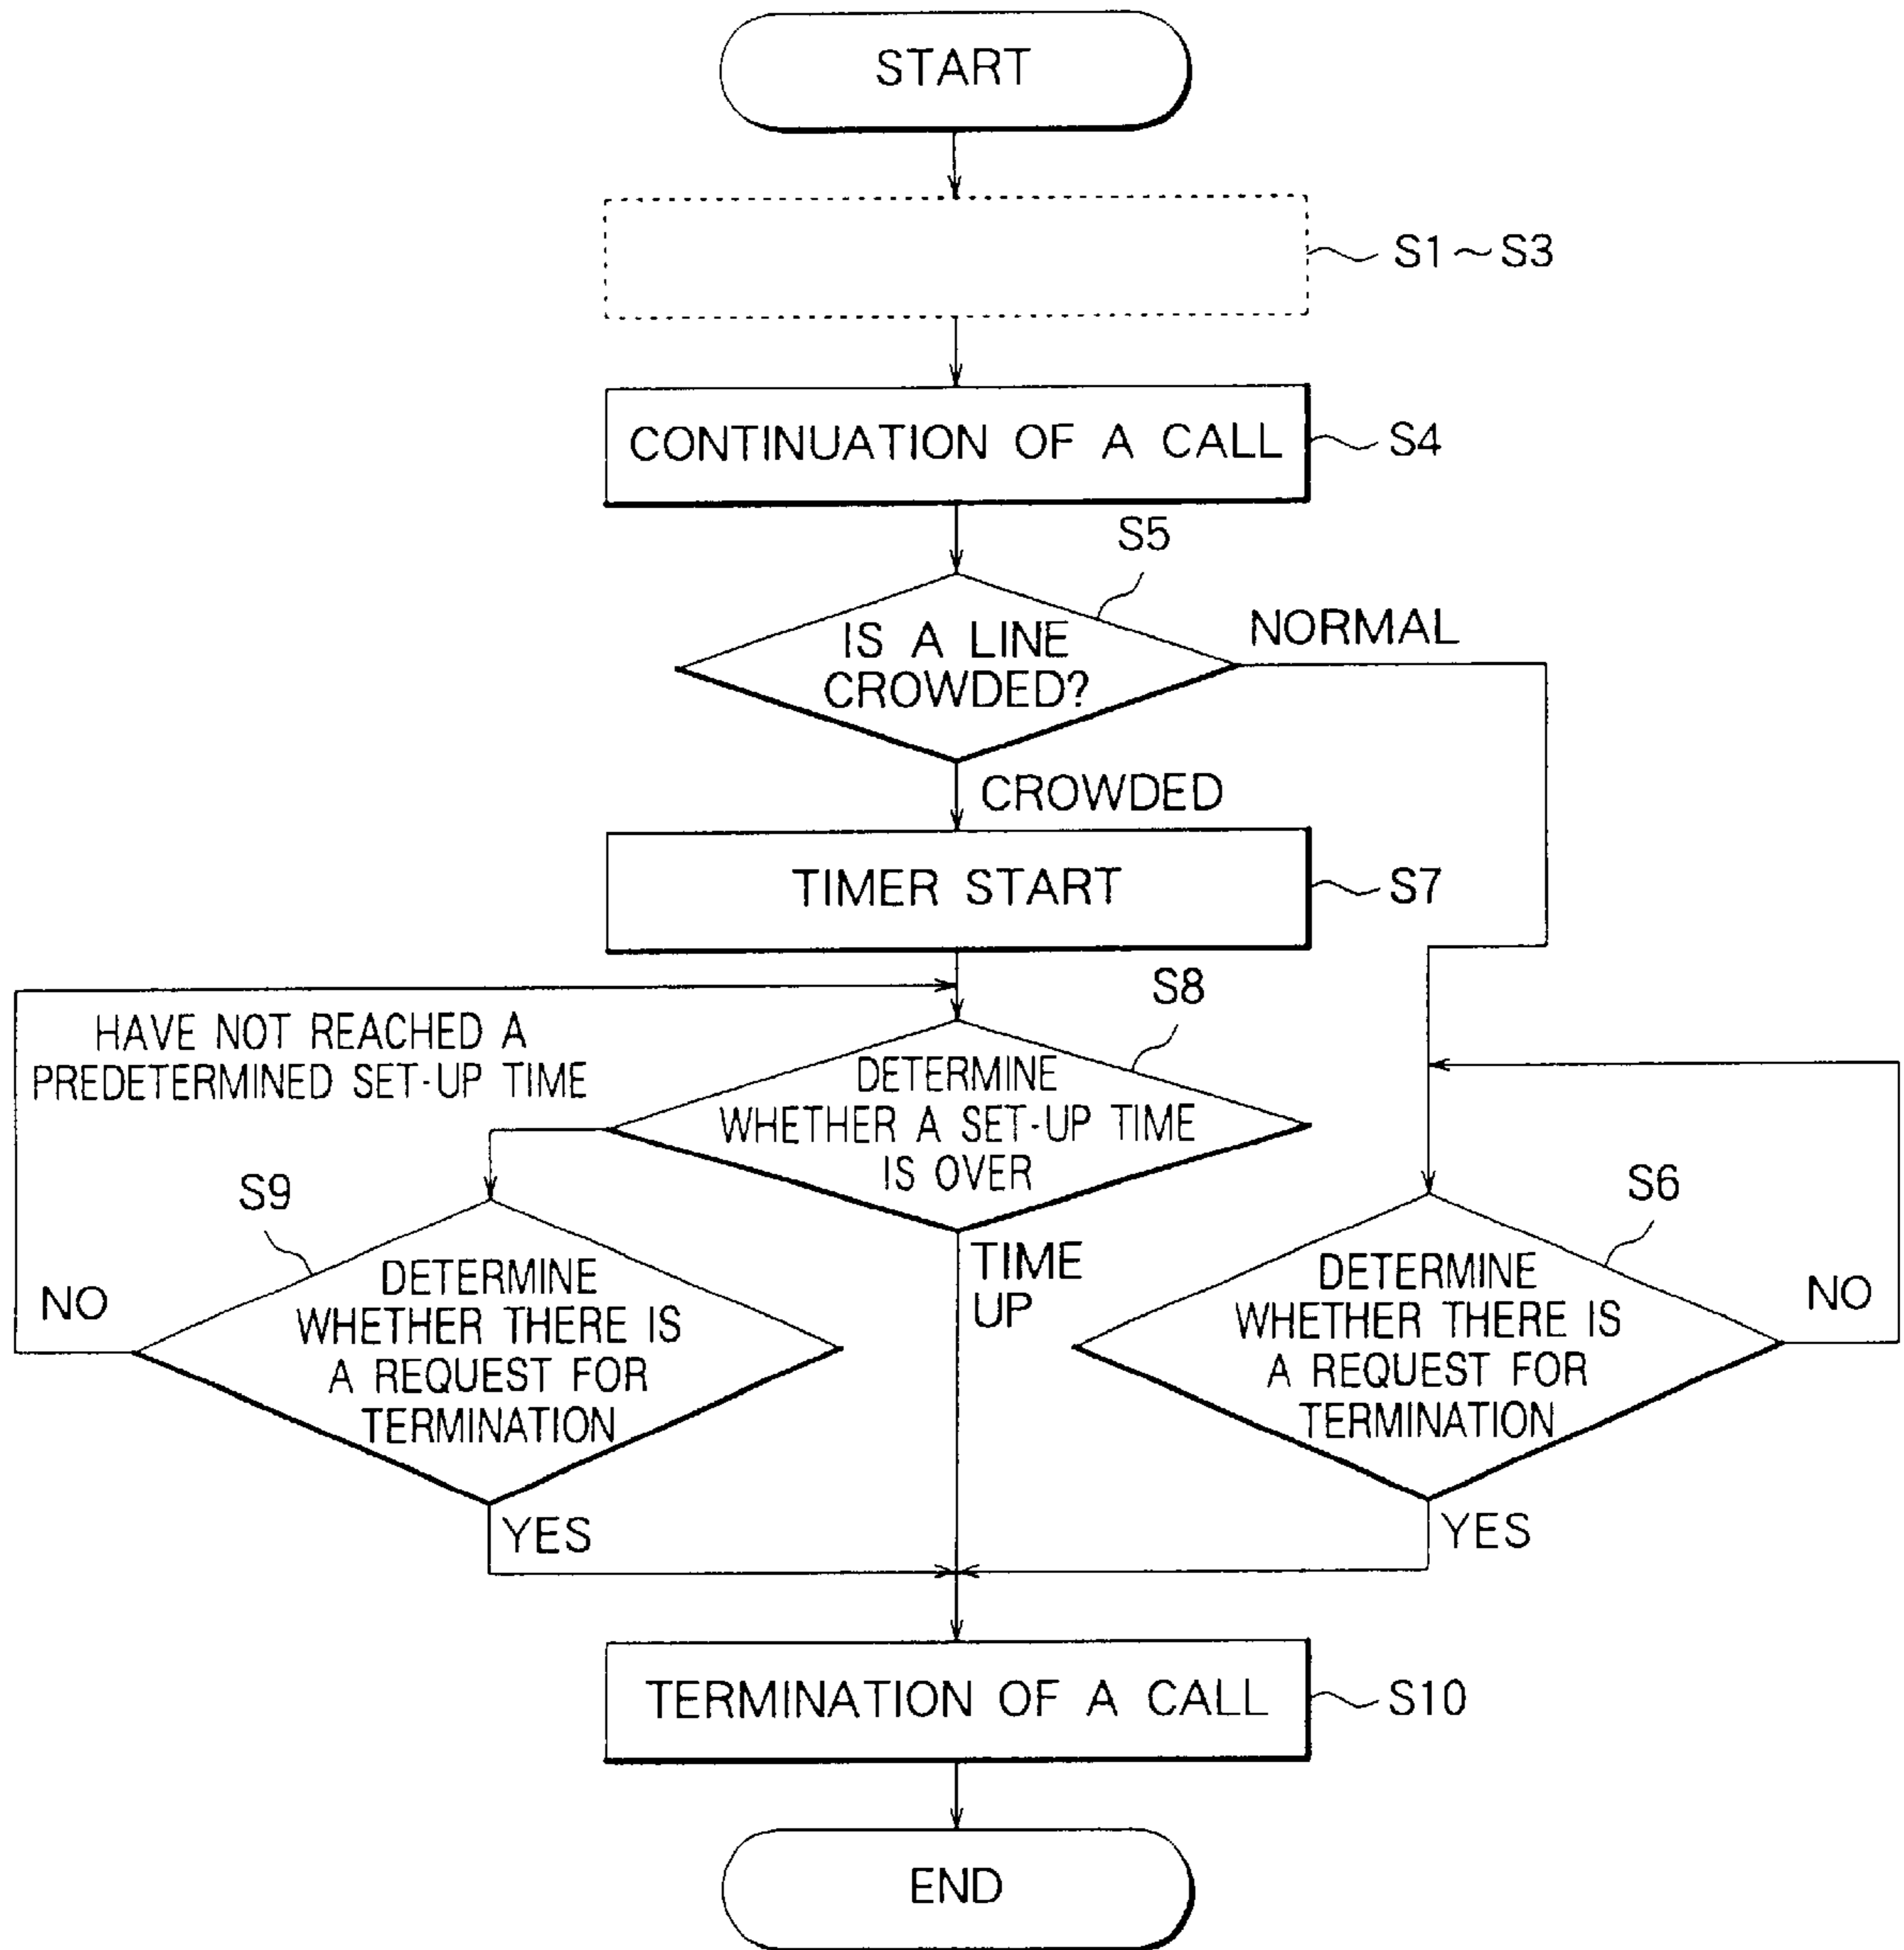 START
S1~S3
CONTINUATION OF A CALL
S4
S5
IS A LINE
CROWDED?
NORMAL
CROWDED
TIMER START
S7
S8
HAVE NOT REACHED A
PREDETERMINED SET-UP TIME
DETERMINE
WHETHER A SET-UP TIME
IS OVER
S9
S6
TIME
UP
NO
DETERMINE
WHETHER THERE IS
A REQUEST FOR
TERMINATION
DETERMINE
WHETHER THERE IS
A REQUEST FOR
TERMINATION
NO
YES
YES
TERMINATION OF A CALL
S10
END